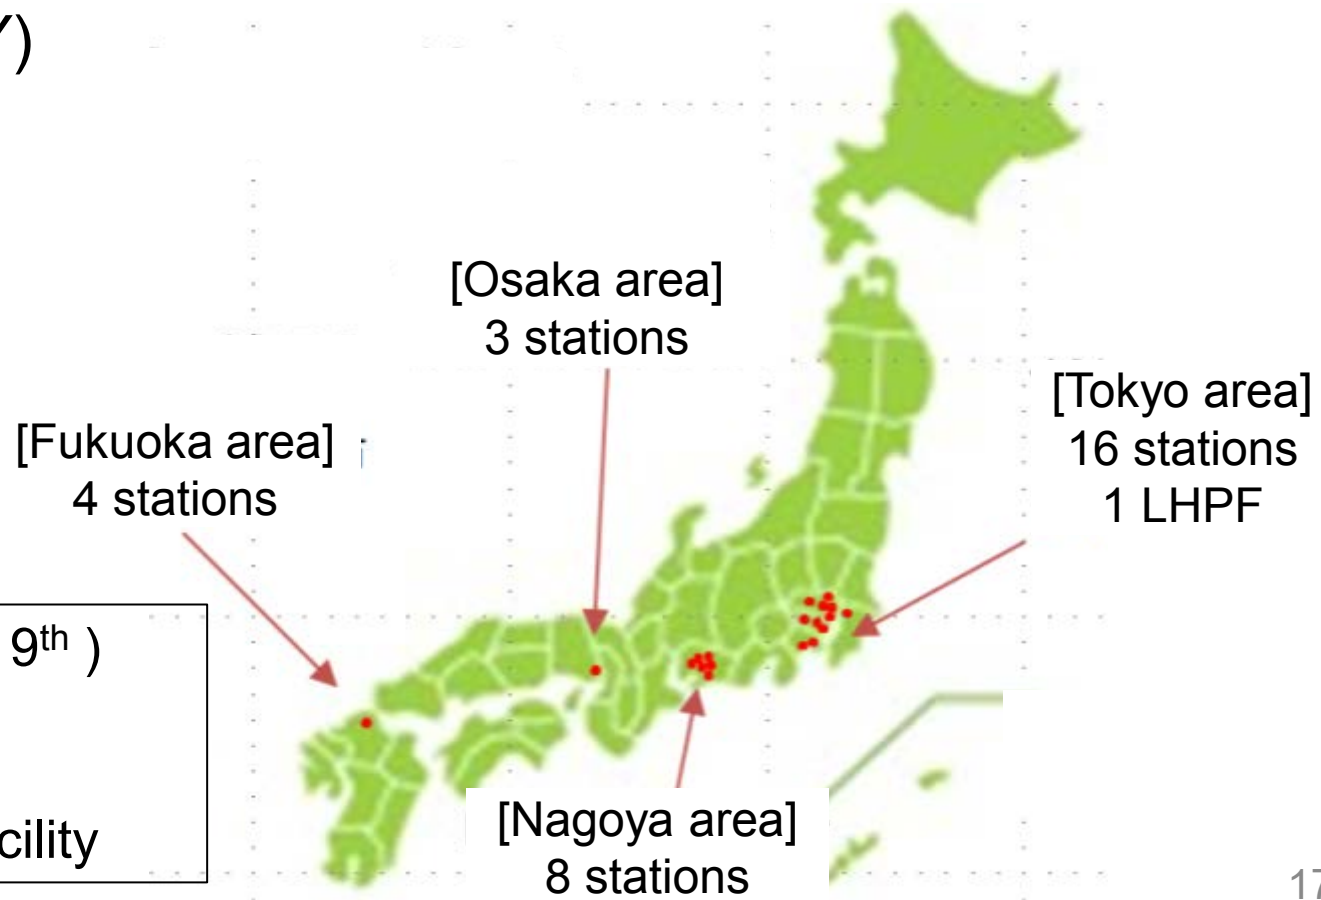 Y)
[Osaka area]
3 stations
[Tokyo area]
16 stations
1 LHPF
[Fukuoka area]
4 stations
9th )
cility
[Nagoya area]
8 stations
17